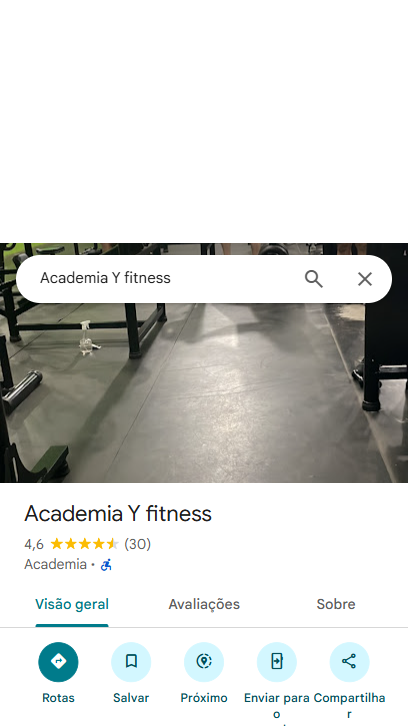 Academia Y fitness
Academia Y fitness
4,6 (30)
Academia ·
Visão geral Avaliações Sobre
Rotas Salvar Próximo Enviar para o Compartilhar